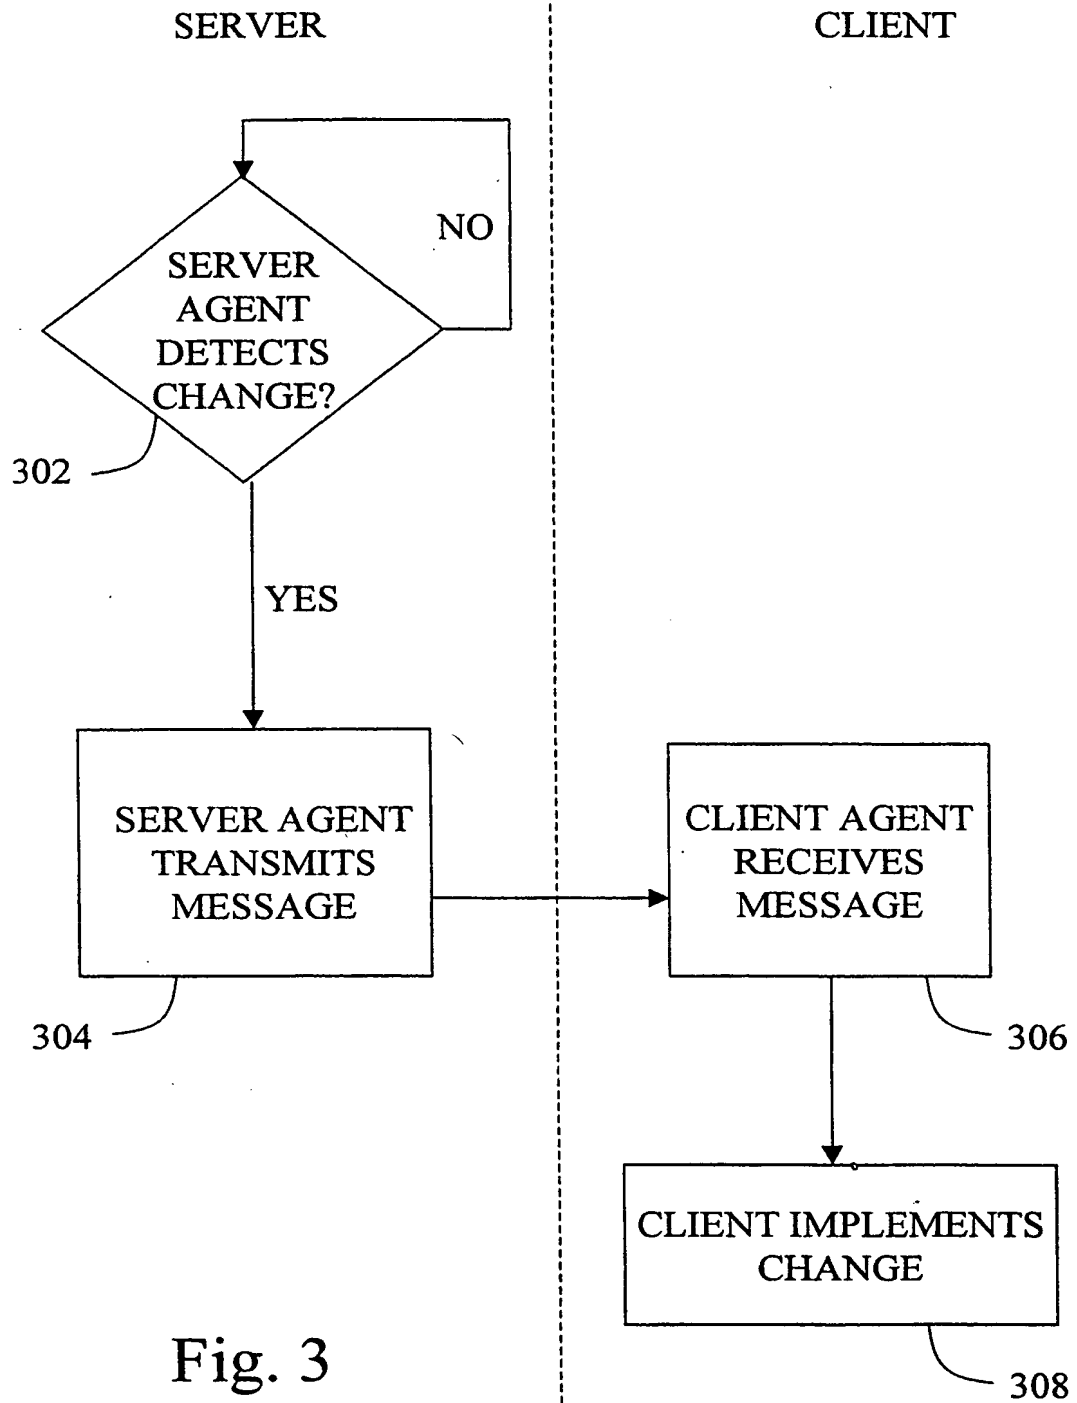 SERVER
CLIENT
NO
SERVER
AGENT
DETECTS
CHANGE?
302
YES
SERVER AGENT
TRANSMITS
MESSAGE
304
CLIENT AGENT
RECEIVES
MESSAGE
306
CLIENT IMPLEMENTS
CHANGE
308
Fig. 3